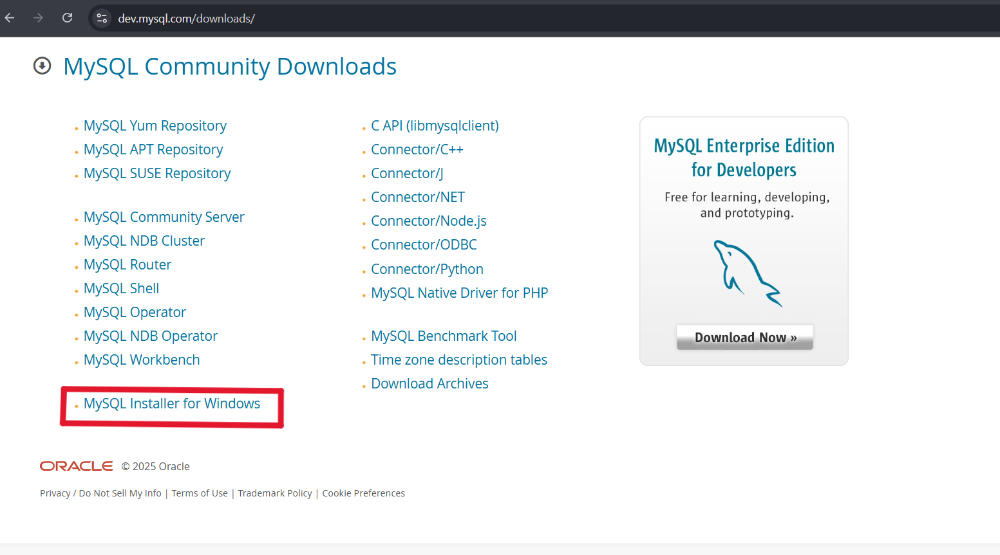 dev.mysql.com/downloads/
MySQL Community Downloads
MySQL Yum Repository
MySQL APT Repository
MySQL SUSE Repository
MySQL Community Server
MySQL NDB Cluster
MySQL Router
MySQL Shell
MySQL Operator
MySQL NDB Operator
MySQL Workbench
MySQL Installer for Windows
C API (libmysqlclient)
Connector/C++
Connector/J
Connector/NET
Connector/Node.js
Connector/ODBC
Connector/Python
MySQL Native Driver for PHP
MySQL Benchmark Tool
Time zone description tables
Download Archives
MySQL Enterprise Edition
for Developers
Free for learning, developing,
and prototyping.
Download Now »
ORACLE © 2025 Oracle
Privacy / Do Not Sell My Info | Terms of Use | Trademark Policy | Cookie Preferences